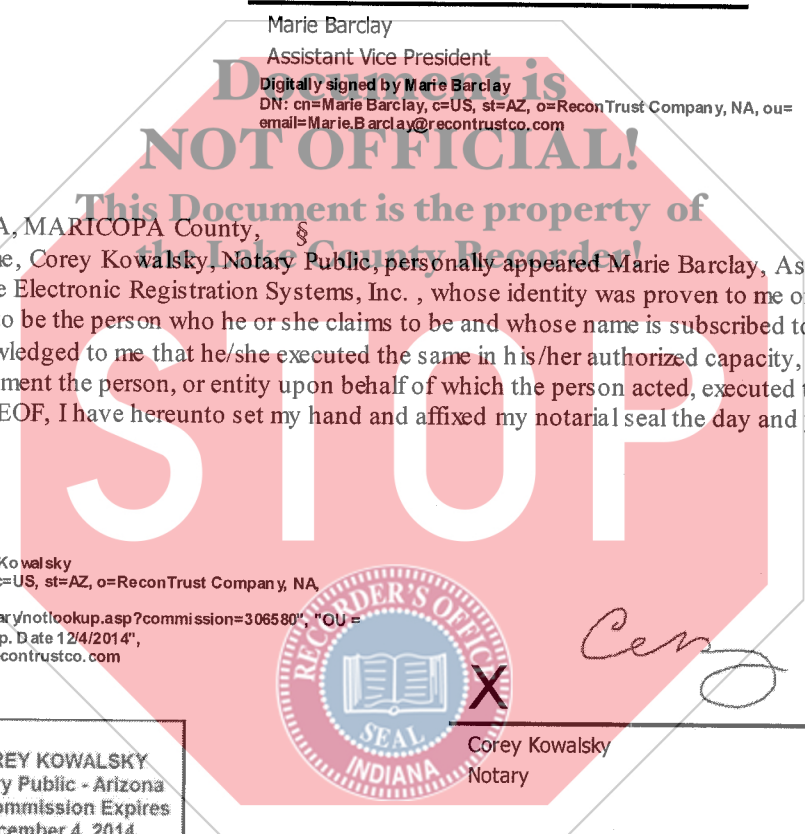 Marie Barclay
Assistant Vice President
Digitally signed by Marie Barclay
DN: cn=Marie Barclay, c=US, st=AZ, o=ReconTrust Company, NA, ou=
email=Marie.Barclay@recontrustco.com
Document is
NOT OFFICIAL!
This Document is the property of
the Lake County Recorder!
A, MARICOPA County, §
e, Corey Kowalsky, Notary Public, personally appeared Marie Barclay, As
e Electronic Registration Systems, Inc. , whose identity was proven to me o
o be the person who he or she claims to be and whose name is subscribed to
wledged to me that he/she executed the same in his/her authorized capacity,
ment the person, or entity upon behalf of which the person acted, executed t
EOF, I have hereunto set my hand and affixed my notarial seal the day and
STOP
Kowalsky
c=US, st=AZ, o=ReconTrust Company, NA,
ary/notlookup.asp?commission=306580", "OU =
p. Date 12/4/2014",
contrustco.com
RECORDER'S OFFICE
SEAL
INDIANA
X
Corey Kowalsky
Notary
REY KOWALSKY
y Public - Arizona
ommission Expires
cember 4, 2014